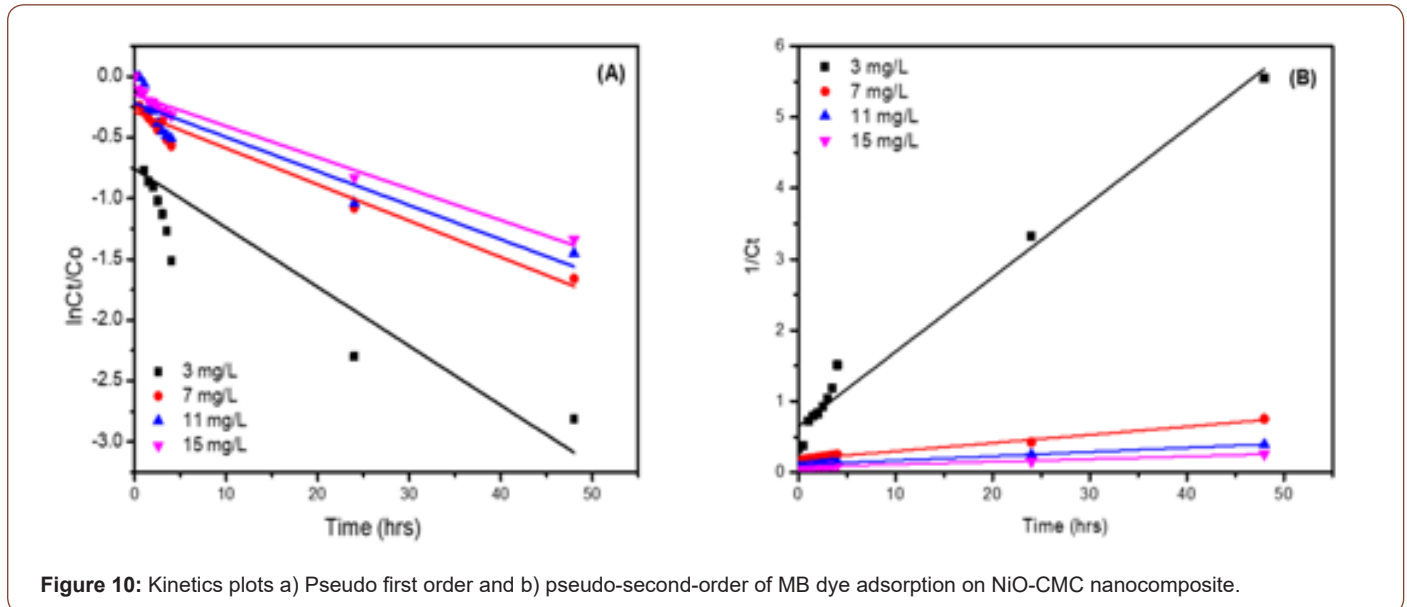 (A)
0.0
-0.5
-1.0
-1.5
-2.0
-2.5
-3.0
lnCt/Co
3 mg/L
7 mg/L
11 mg/L
15 mg/L
0 10 20 30 40 50
Time (hrs)
(B)
6
5
4
3
2
1
0
1/Ct
3 mg/L
7 mg/L
11 mg/L
15 mg/L
0 10 20 30 40 50
Time (hrs)
Figure 10: Kinetics plots a) Pseudo first order and b) pseudo-second-order of MB dye adsorption on NiO-CMC nanocomposite.